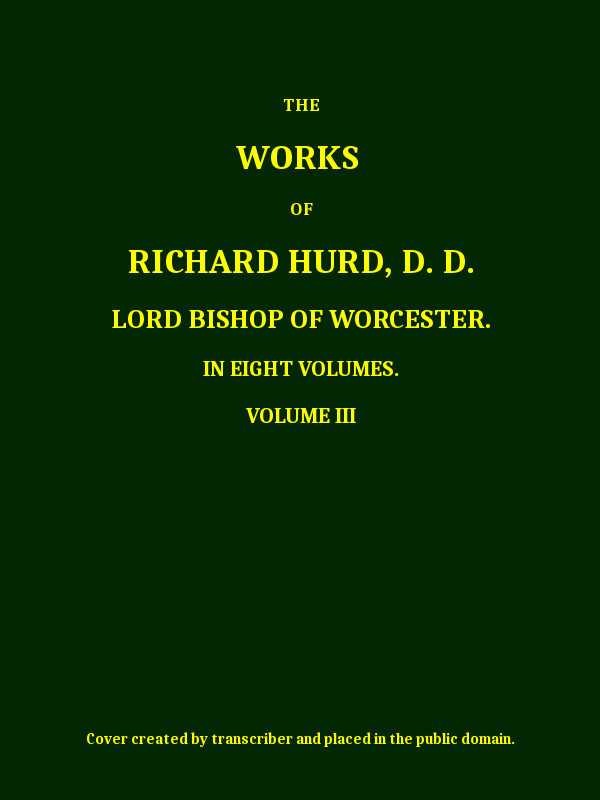 THE
WORKS
OF
RICHARD HURD, D. D.
LORD BISHOP OF WORCESTER.
IN EIGHT VOLUMES.
VOLUME III
Cover created by transcriber and placed in the public domain.